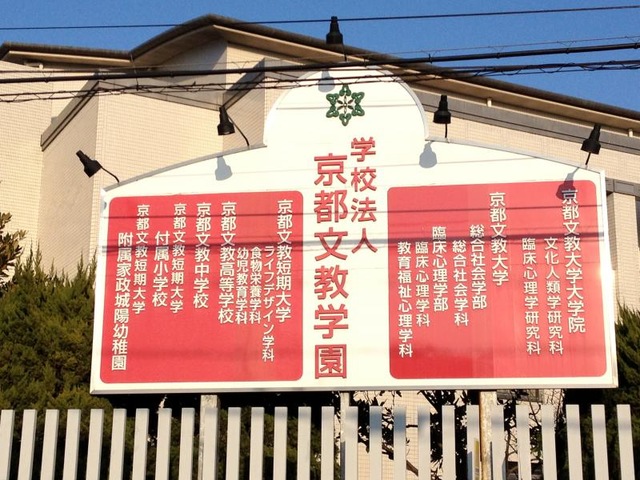 京都文教大学大学院
文化人類学研究科
臨床心理学研究科
京都文教大学
総合社会学部
総合社会学科
臨床心理学部
臨床心理学科
教育福祉心理学科
学校法人
京都文教学園
京都文教短期大学
ライフデザイン学科
食物栄養学科
幼児教育学科
京都文教高等学校
京都文教中学校
京都文教短期大学
付属小学校
京都文教短期大学
附属家政城陽幼稚園